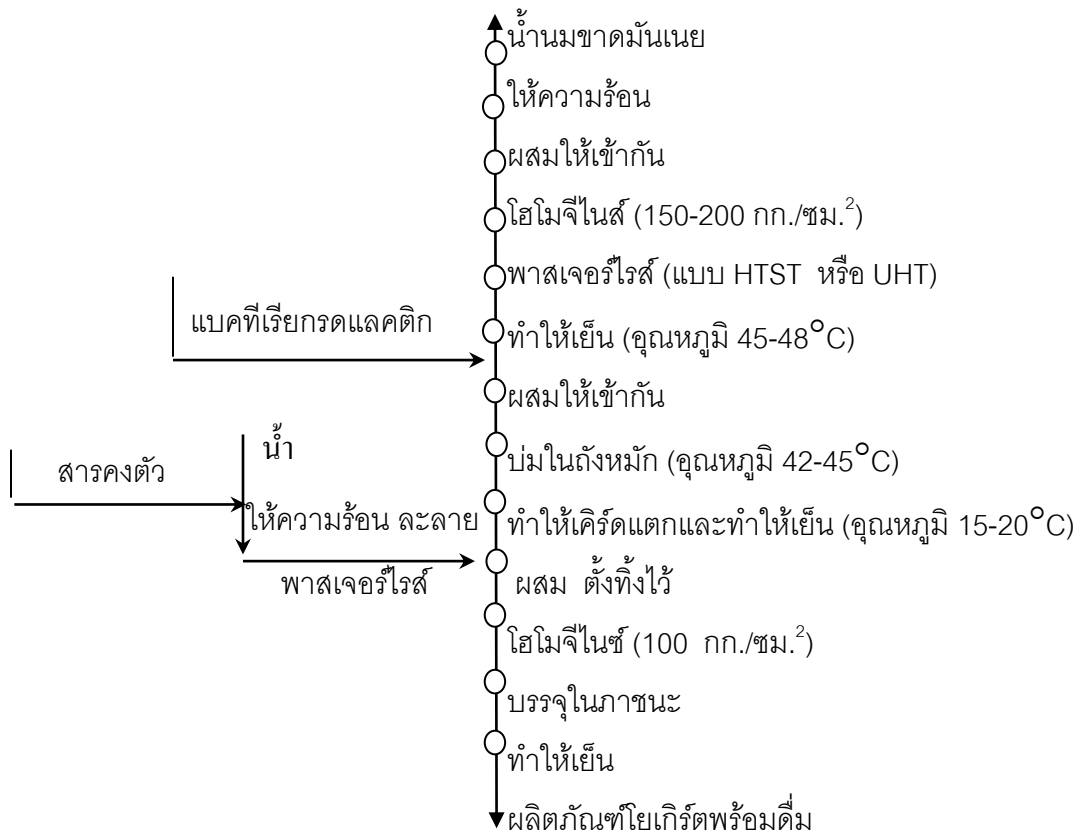 น้ำนมขาดมันเนย
ให้ความร้อน
ผสมให้เข้ากัน
โฮโมจีไนส์ (150-200 กก./ซม.²)
พาสเจอร์ไรส์ (แบบ HTST หรือ UHT)
แบคทีเรียกรดแลคติก
ทำให้เย็น (อุณหภูมิ 45-48°C)
ผสมให้เข้ากัน
น้ำ
บ่มในถังหมัก (อุณหภูมิ 42-45°C)
สารคงตัว
ให้ความร้อน ละลาย
ทำให้เคิร์ดแตกและทำให้เย็น (อุณหภูมิ 15-20°C)
พาสเจอร์ไรส์
ผสม ตั้งทิ้งไว้
โฮโมจีไนซ์ (100 กก./ซม.²)
บรรจุในภาชนะ
ทำให้เย็น
ผลิตภัณฑ์โยเกิร์ตพร้อมดื่ม